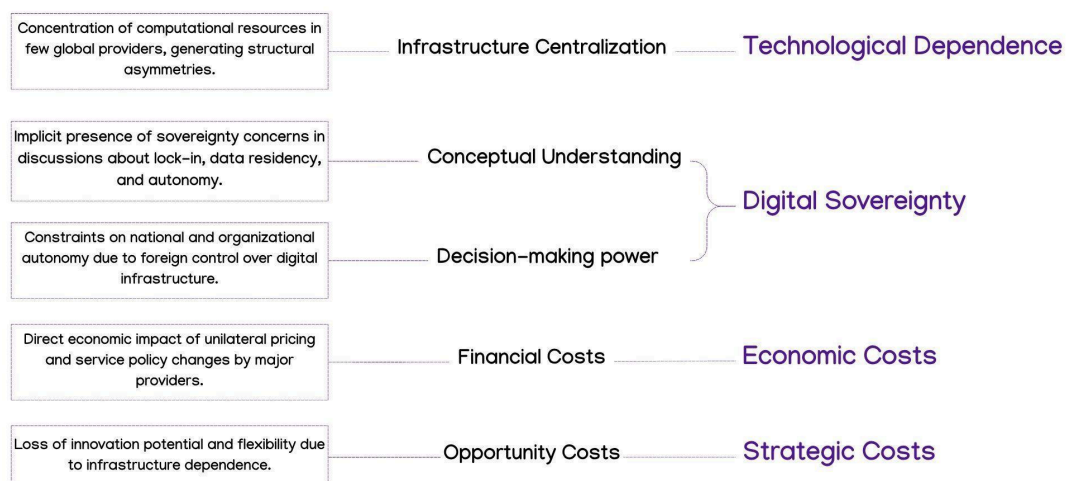 Concentration of computational resources in
few global providers, generating structural
asymmetries.
Infrastructure Centralization
Technological Dependence
Implicit presence of sovereignty concerns in
discussions about lock-in, data residency,
and autonomy.
Conceptual Understanding
Digital Sovereignty
Constraints on national and organizational
autonomy due to foreign control over digital
infrastructure.
Decision-making power
Direct economic impact of unilateral pricing
and service policy changes by major
providers.
Financial Costs
Economic Costs
Loss of innovation potential and flexibility due
to infrastructure dependence.
Opportunity Costs
Strategic Costs